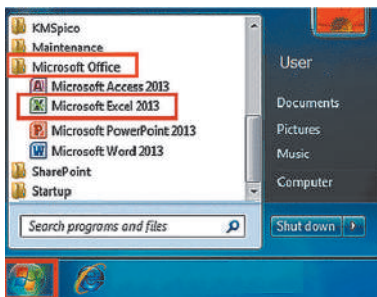 KMSpico
Maintenance
Microsoft Office
Microsoft Access 2013
Microsoft Excel 2013
Microsoft PowerPoint 2013
Microsoft Word 2013
SharePoint
Startup
Search programs and files
User
Documents
Pictures
Music
Computer
Shut down